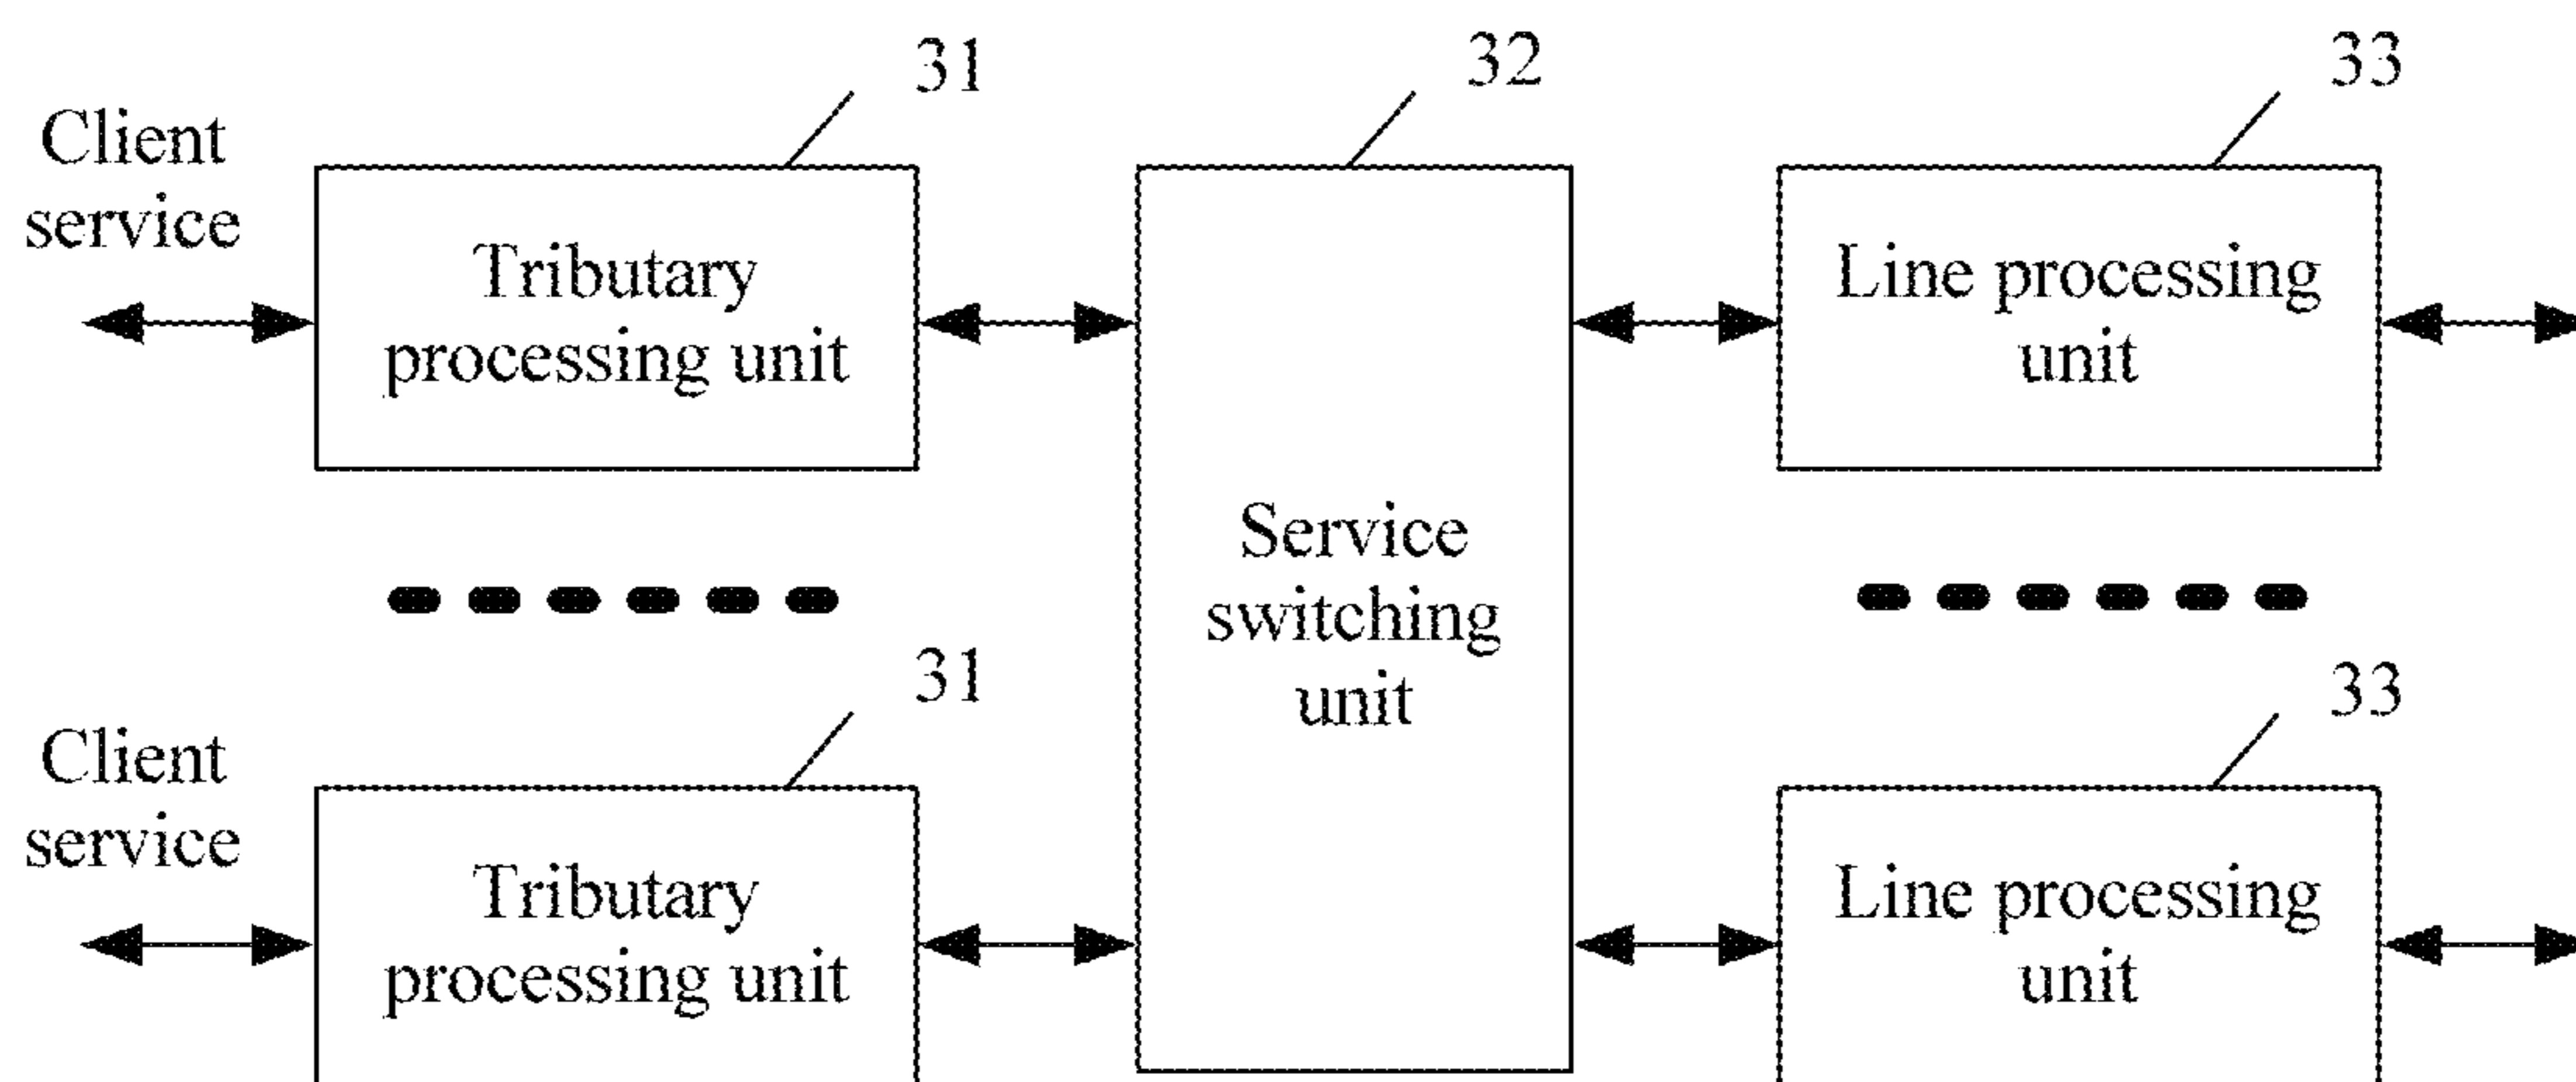 31
32
33
Client
service
Tributary
processing unit
Line processing
unit
Service
switching
unit
31
33
Client
service
Tributary
processing unit
Line processing
unit